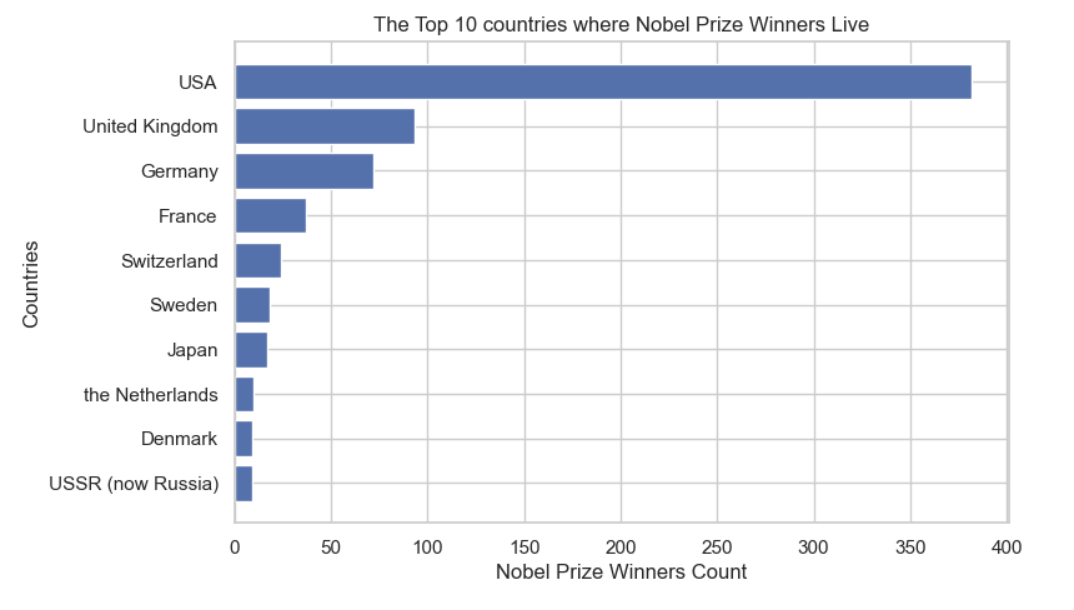 The Top 10 countries where Nobel Prize Winners Live
USA
United Kingdom
Germany
France
Switzerland
Sweden
Japan
the Netherlands
Denmark
USSR (now Russia)
Countries
0 50 100 150 200 250 300 350 400
Nobel Prize Winners Count